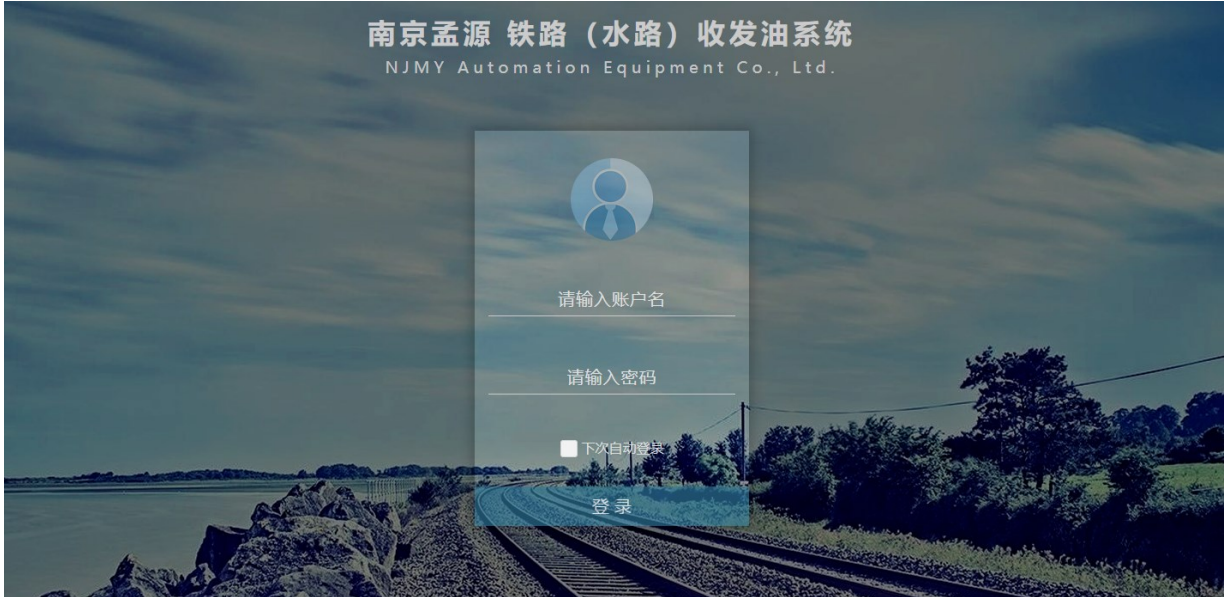 南京孟源 铁路（水路）收发油系统
NJMY Automation Equipment Co., Ltd.
请输入账户名
请输入密码
下次自动登录
登 录